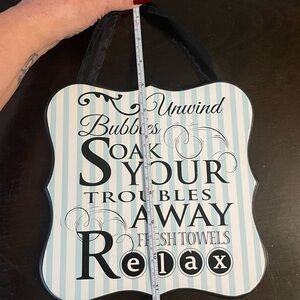 Unwind
Bubbles
SOAK
YOUR
TROUBLES
AWAY
FRESH TOWELS
Relax